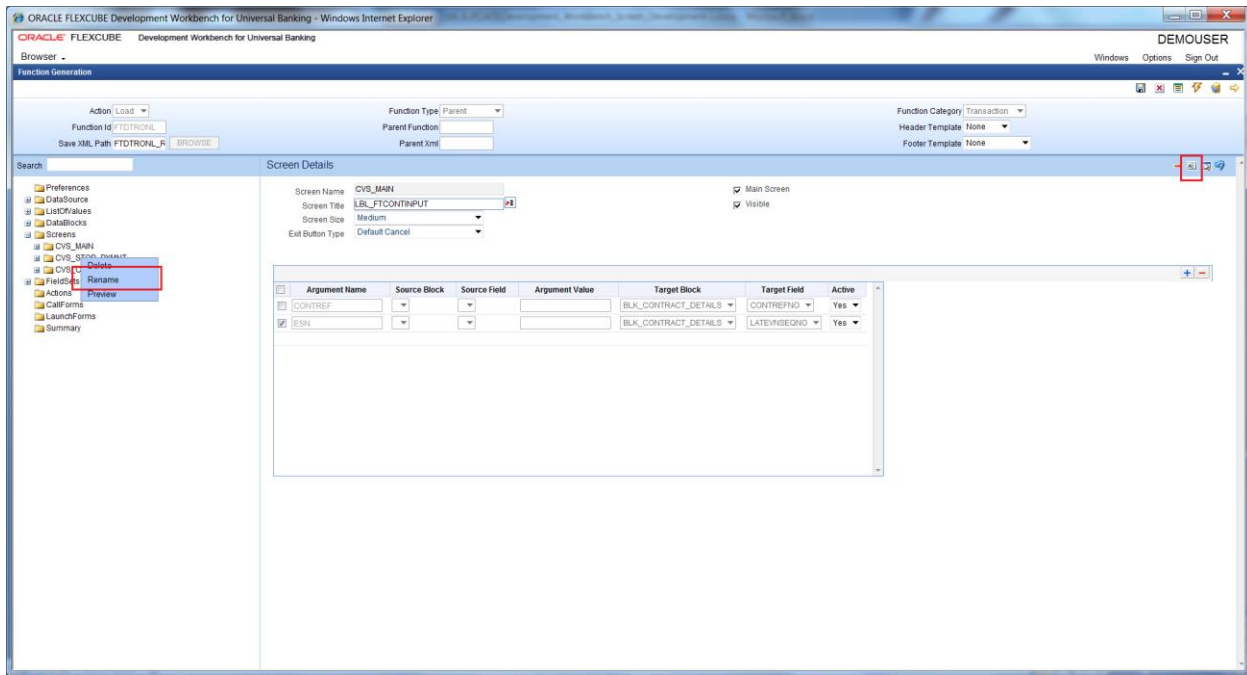 ORACLE FLEXCUBE Development Workbench for Universal Banking - Windows Internet Explorer
ORACLE FLEXCUBE Development Workbench for Universal Banking
DEMOUSER
Browser
Windows Options Sign Out
Function Generation
Action Load
Function Type Parent
Function Category Transaction
Function Id FTDTRONL
Parent Function
Header Template None
Save XML Path FTDTRONL_R BROWSE
Parent Xml
Footer Template None
Search
Screen Details
Preferences
DataSource
ListOfValues
DataBlocks
Screens
CVS_MAIN
CVS_STOP_PYMNT
CVS_C
FieldSets
Actions
CallForms
LaunchForms
Summary
Delete
Rename
Preview
Screen Name CVS_MAIN
Main Screen
Screen Title LBL_FTCONTINPUT
Visible
Screen Size Medium
Exit Button Type Default Cancel
Argument Name Source Block Source Field Argument Value Target Block Target Field Active
CONTREF BLK_CONTRACT_DETAILS CONTREFNO Yes
ESN BLK_CONTRACT_DETAILS LATEVNSEQNO Yes